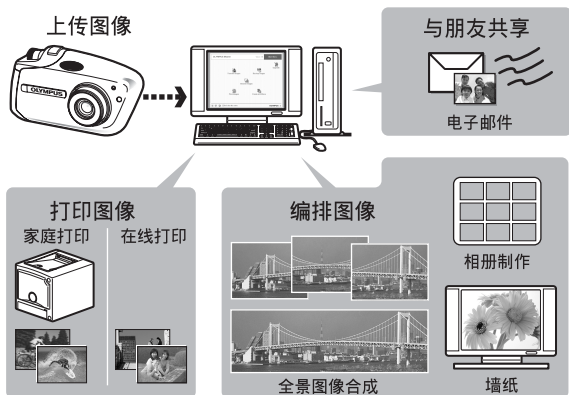 上传图像
OLYMPUS
与朋友共享
电子邮件
打印图像
家庭打印
在线打印
编排图像
全景图像合成
相册制作
墙纸